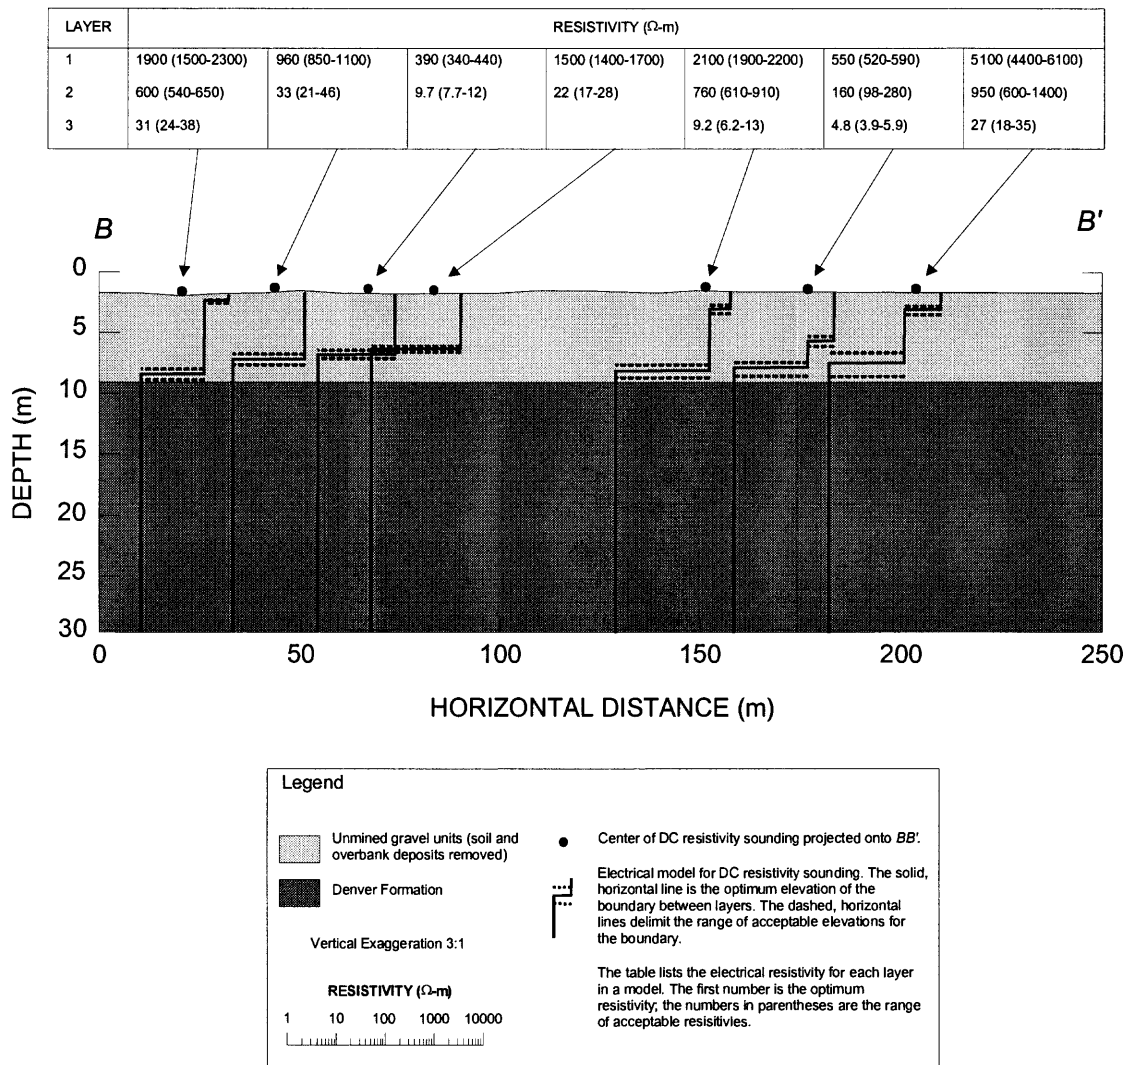 LAYER RESISTIVITY (Ω-m)
1 1900 (1500-2300) 960 (850-1100) 390 (340-440) 1500 (1400-1700) 2100 (1900-2200) 550 (520-590) 5100 (4400-6100)
2 600 (540-650) 33 (21-46) 9.7 (7.7-12) 22 (17-28) 760 (610-910) 160 (98-280) 950 (600-1400)
3 31 (24-38) 9.2 (6.2-13) 4.8 (3.9-5.9) 27 (18-35)
B B'
0
5
10
15
20
25
30
DEPTH (m)
0 50 100 150 200 250
HORIZONTAL DISTANCE (m)
Legend
Unmined gravel units (soil and
overbank deposits removed)
Denver Formation
Vertical Exaggeration 3:1
RESISTIVITY (Ω-m)
1 10 100 1000 10000
Center of DC resistivity sounding projected onto BB'.
Electrical model for DC resistivity sounding. The solid,
horizontal line is the optimum elevation of the
boundary between layers. The dashed, horizontal
lines delimit the range of acceptable elevations for
the boundary.
The table lists the electrical resistivity for each layer
in a model. The first number is the optimum
resistivity; the numbers in parentheses are the range
of acceptable resisitivies.